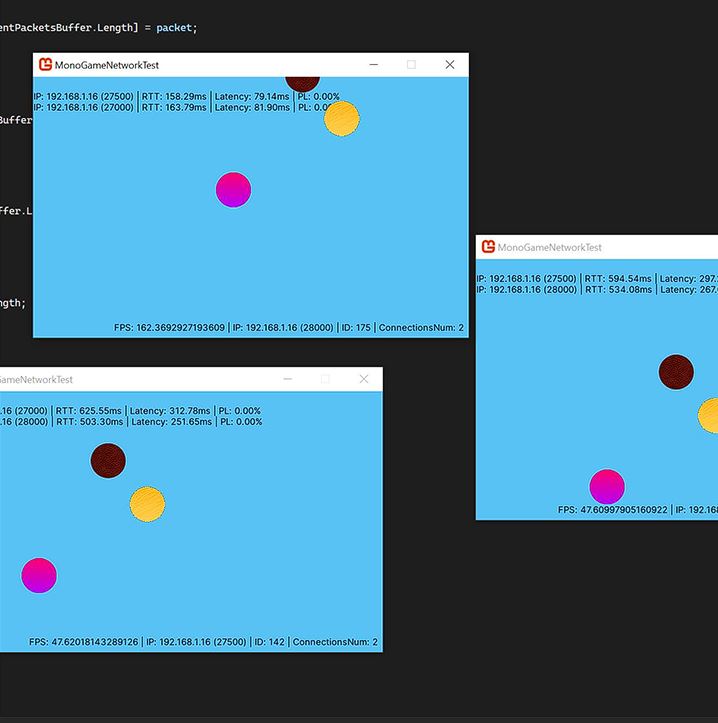 entPacketsBuffer.Length] = packet;
MonoGameNetworkTest
IP: 192.168.1.16 (27500) | RTT: 158.29ms | Latency: 79.14ms | PL: 0.00%
IP: 192.168.1.16 (27000) | RTT: 163.79ms | Latency: 81.90ms | PL: 0.0
Buffer
ffer.L
ngth;
FPS: 162.3692927193609 | IP: 192.168.1.16 (28000) | ID: 175 | ConnectionsNum: 2
MonoGameNetworkTest
IP: 192.168.1.16 (27500) | RTT: 594.54ms | Latency: 297.
IP: 192.168.1.16 (28000) | RTT: 534.08ms | Latency: 267.
FPS: 47.60997905160922 | IP: 192.168
GameNetworkTest
.16 (27000) | RTT: 625.55ms | Latency: 312.78ms | PL: 0.00%
.16 (28000) | RTT: 503.30ms | Latency: 251.65ms | PL: 0.00%
FPS: 47.62018143289126 | IP: 192.168.1.16 (27500) | ID: 142 | ConnectionsNum: 2